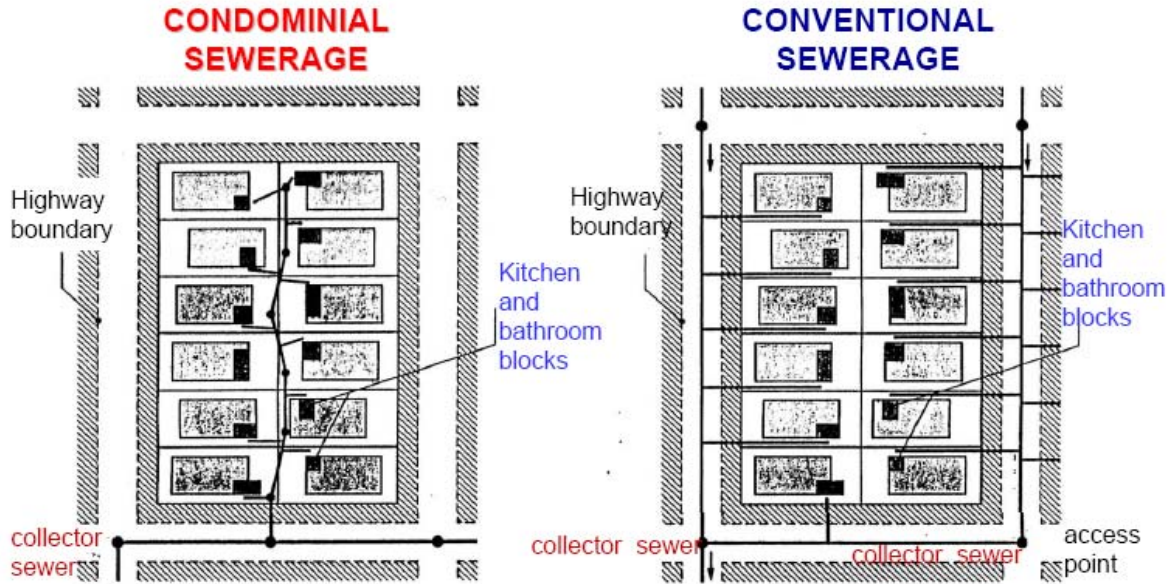 CONDOMINIAL
SEWERAGE
Highway
boundary
Kitchen
and
bathroom
blocks
collector
sewer
CONVENTIONAL
SEWERAGE
Highway
boundary
Kitchen
and
bathroom
blocks
collector sewer
collector sewer
access
point